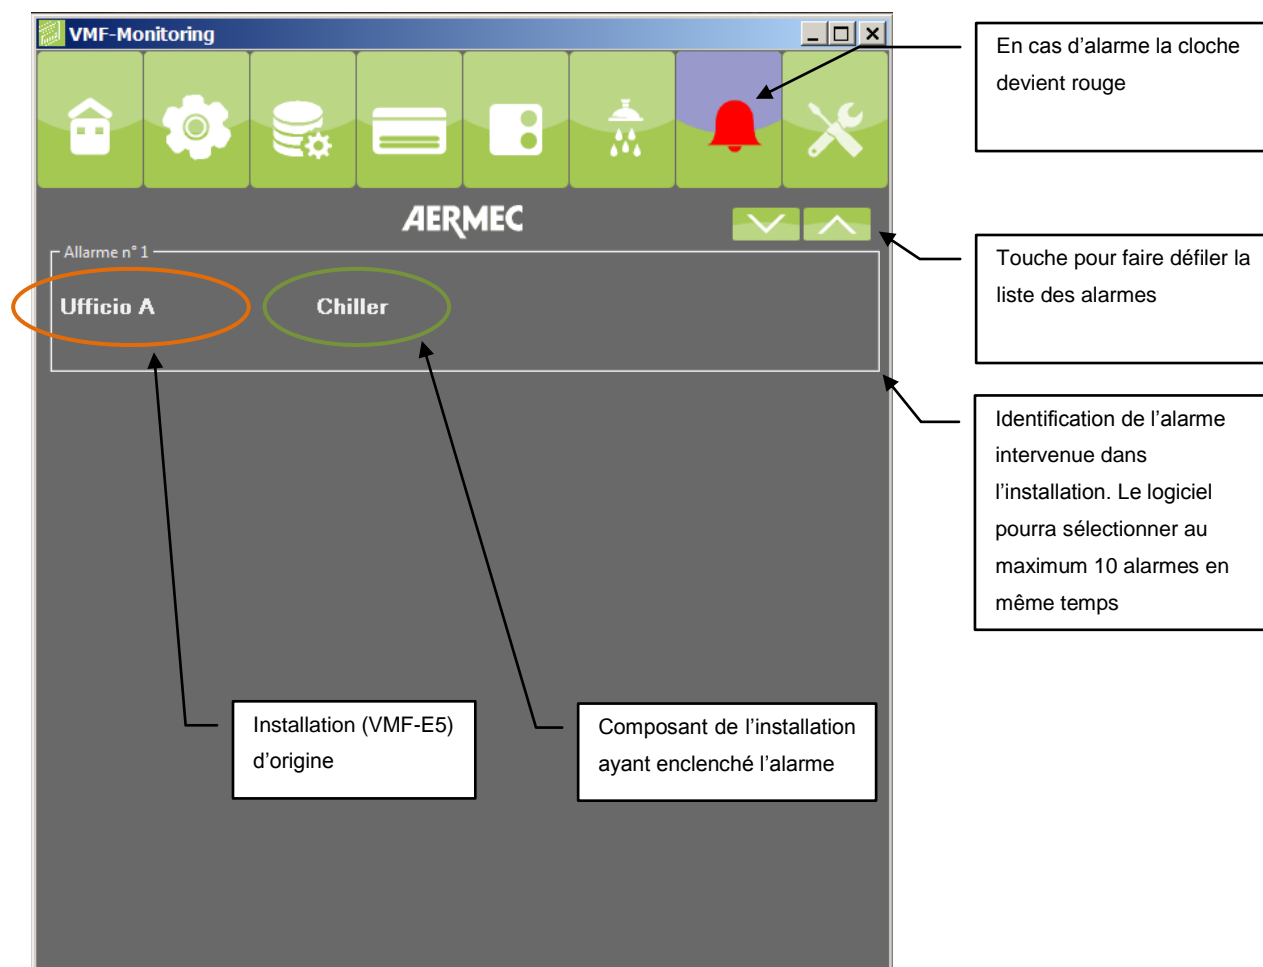 VMF-Monitoring
En cas d’alarme la cloche
devient rouge
AERMEC
Touche pour faire défiler la
liste des alarmes
Allarme n° 1
Ufficio A
Chiller
Identification de l’alarme
intervenue dans
l’installation. Le logiciel
pourra sélectionner au
maximum 10 alarmes en
même temps
Installation (VMF-E5)
d’origine
Composant de l’installation
ayant enclenché l’alarme